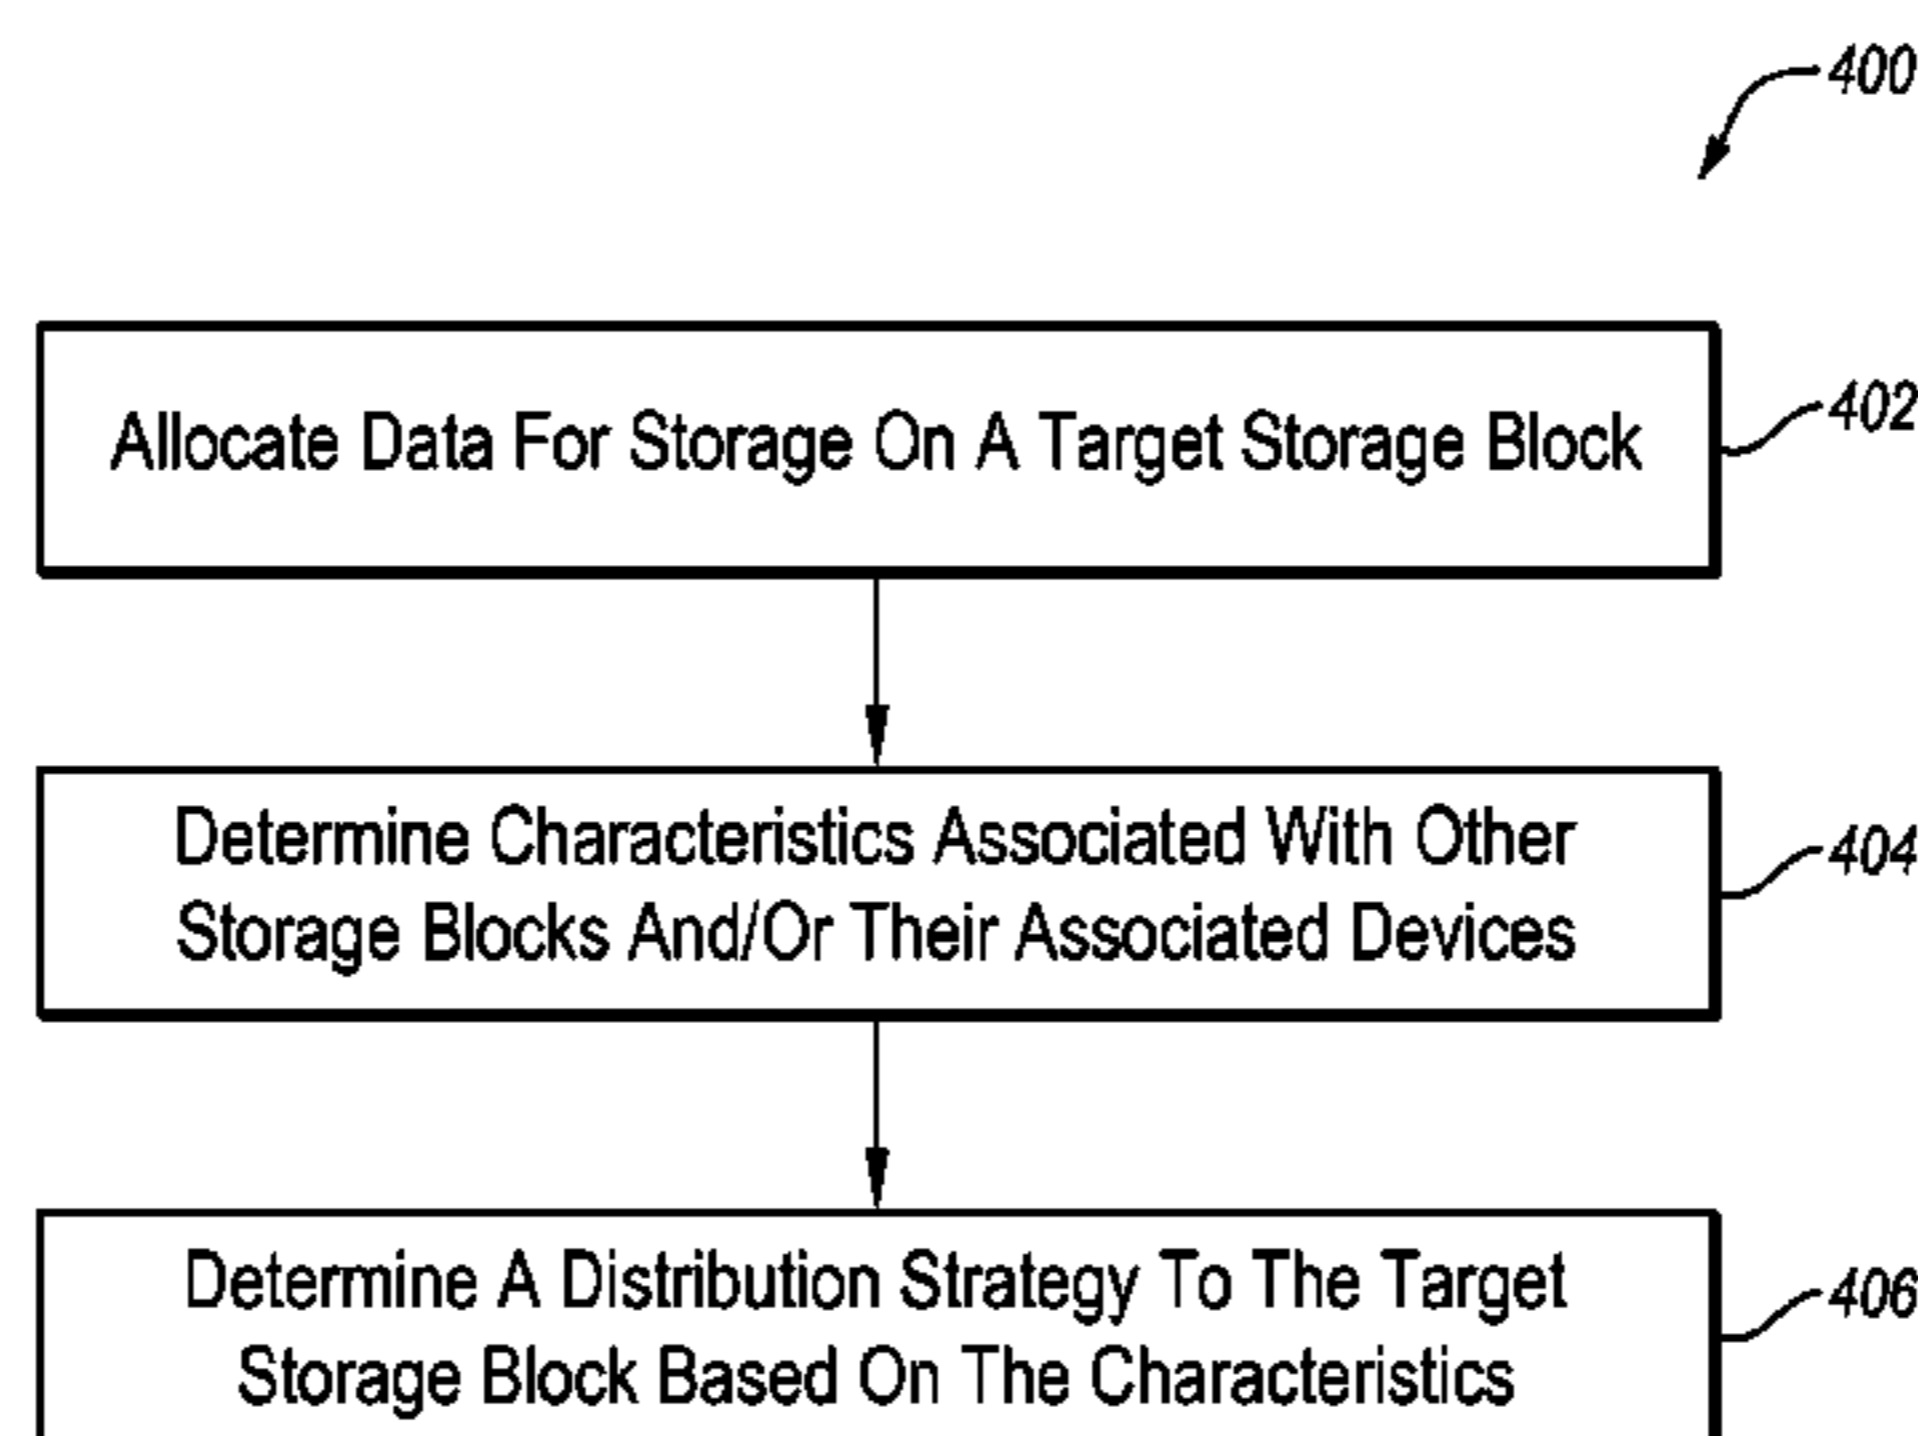 400
Allocate Data For Storage On A Target Storage Block
402
Determine Characteristics Associated With Other
Storage Blocks And/Or Their Associated Devices
404
Determine A Distribution Strategy To The Target
Storage Block Based On The Characteristics
406